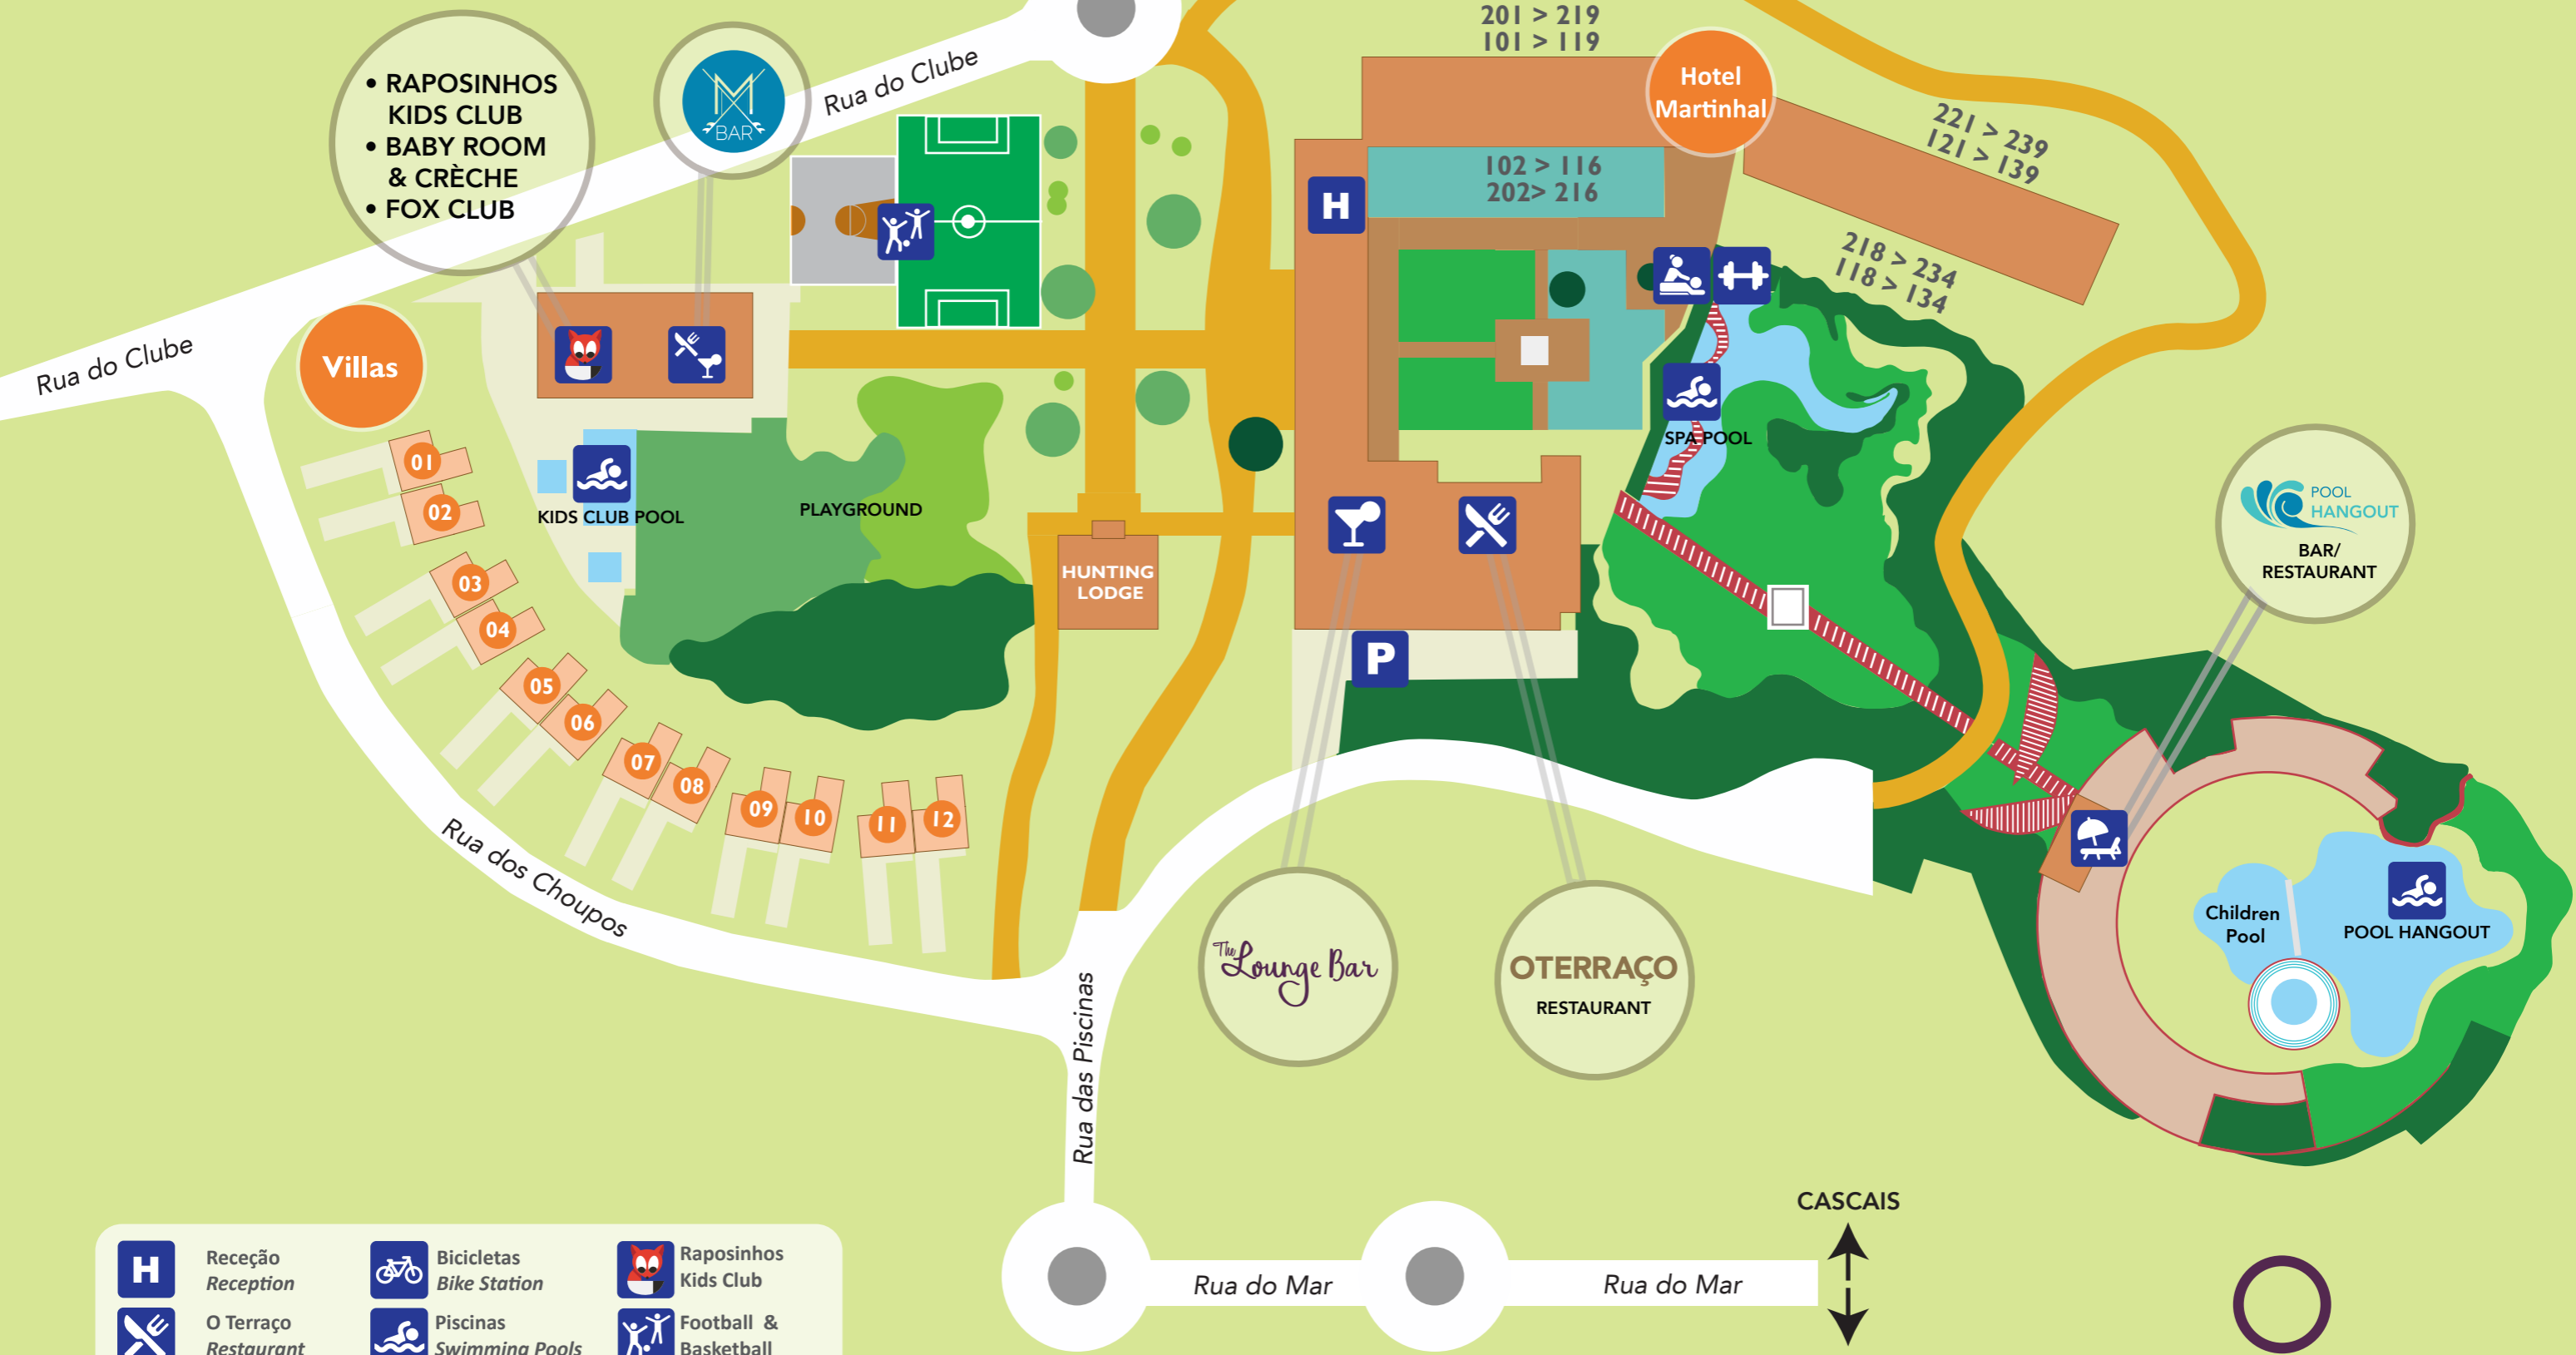 201 > 219
101 > 119
• RAPOSINHOS
KIDS CLUB
• BABY ROOM
& CRÈCHE
• FOX CLUB
M
BAR
Rua do Clube
Hotel
Martinhal
221 > 239
121 > 139
H
102 > 116
202> 216
218 > 234
118 > 134
Rua do Clube
Villas
SPA POOL
01
02
KIDS CLUB POOL
PLAYGROUND
POOL
HANGOUT
BAR/
RESTAURANT
HUNTING
LODGE
03
04
P
05
06
07
08
09
10
11
12
Rua dos Choupos
The Lounge Bar
OTERRAÇO
RESTAURANT
Children
Pool
POOL HANGOUT
Rua das Piscinas
CASCAIS
Rua do Mar
Rua do Mar
H
Receção
Reception
Bicicletas
Bike Station
Raposinhos
Kids Club
O Terraço
Restaurant
Piscinas
Swimming Pools
Football &
Basketball